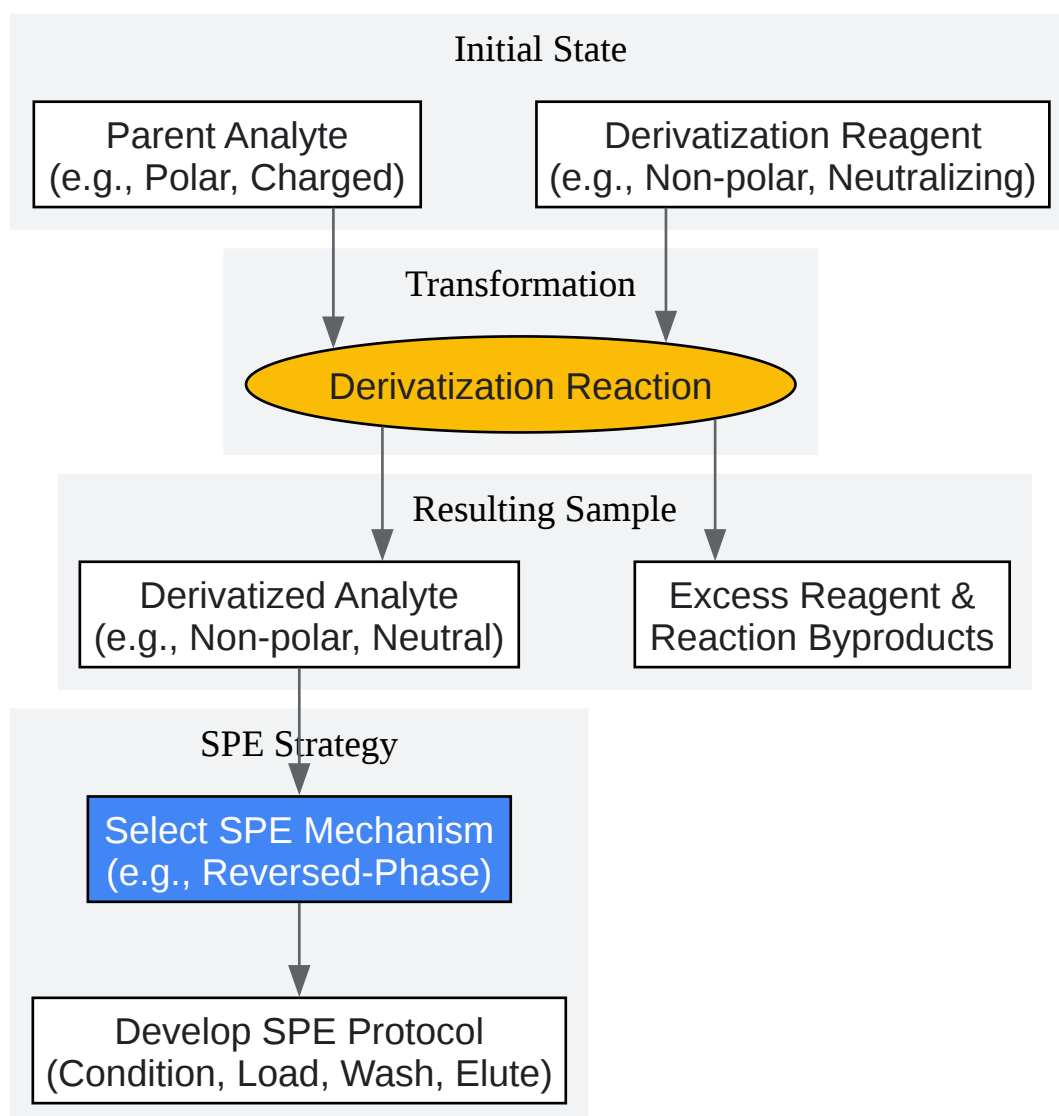 Initial State
Parent Analyte
(e.g., Polar, Charged)
Derivatization Reagent
(e.g., Non-polar, Neutralizing)
Transformation
Derivatization Reaction
Resulting Sample
Derivatized Analyte
(e.g., Non-polar, Neutral)
Excess Reagent &
Reaction Byproducts
SPE Strategy
Select SPE Mechanism
(e.g., Reversed-Phase)
Develop SPE Protocol
(Condition, Load, Wash, Elute)